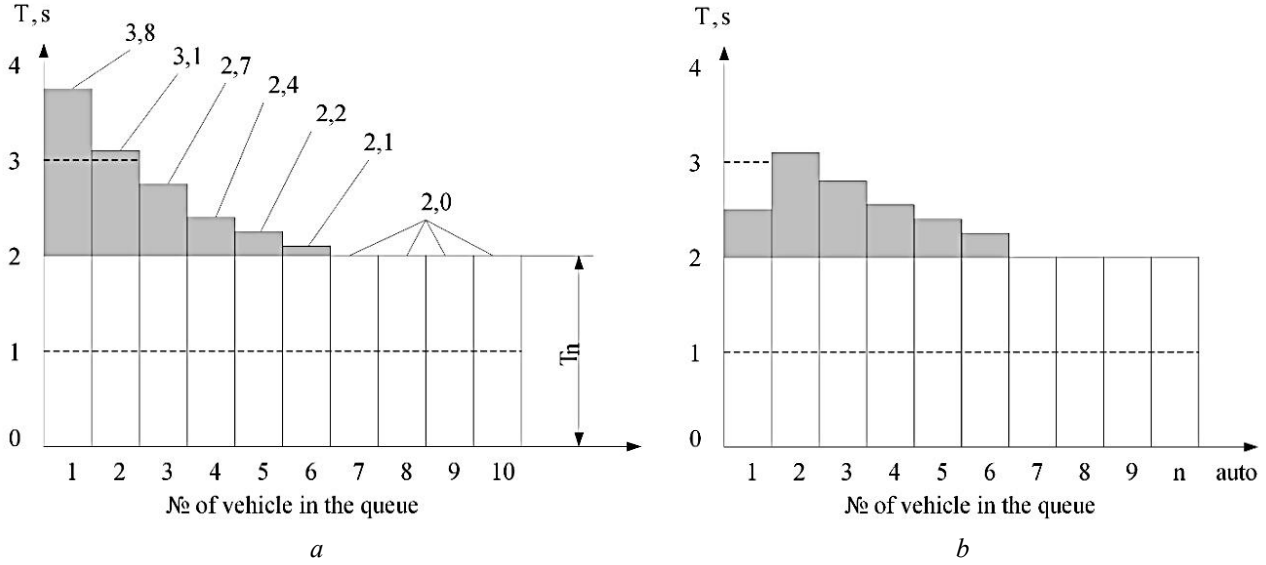 T, s
3,8
3,1
2,7
2,4
2,2
2,1
2,0
4
3
2
1
0
Tn
1 2 3 4 5 6 7 8 9 10
№ of vehicle in the queue
a
T, s
4
3
2
1
0
1 2 3 4 5 6 7 8 9 n auto
№ of vehicle in the queue
b